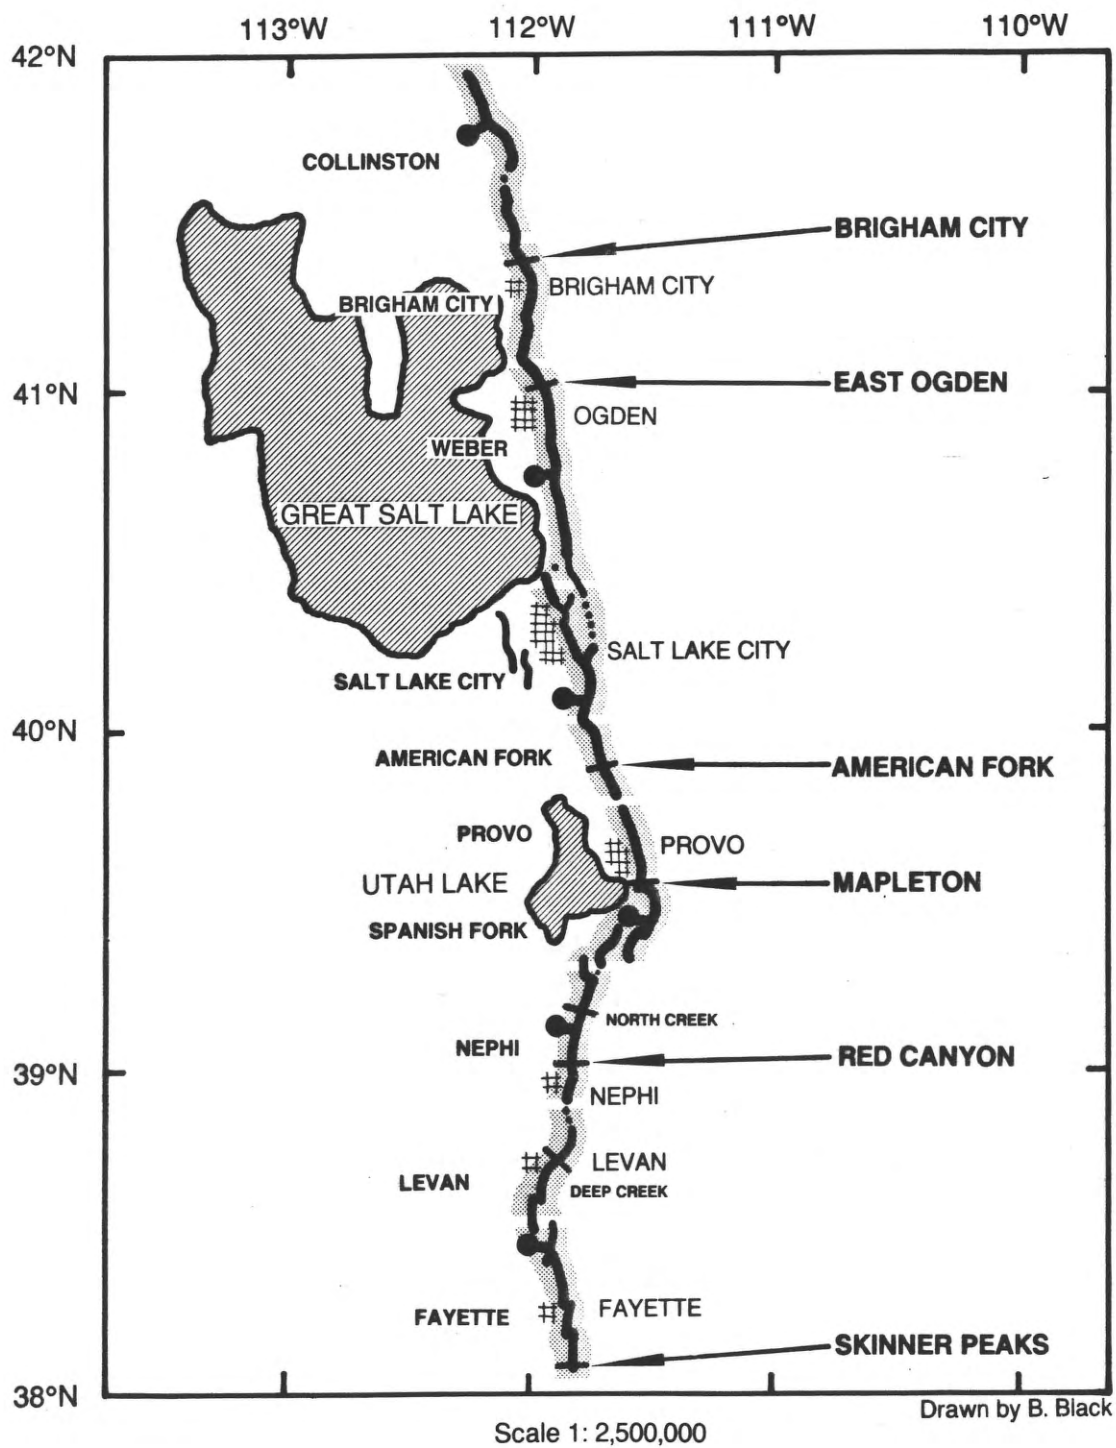 113°W 112°W 111°W 110°W
42°N
COLLINSTON
BRIGHAM CITY
BRIGHAM CITY
BRIGHAM CITY
41°N
EAST OGDEN
OGDEN
WEBER
GREAT SALT LAKE
SALT LAKE CITY
SALT LAKE CITY
40°N
AMERICAN FORK
AMERICAN FORK
PROVO
PROVO
UTAH LAKE
MAPLETON
SPANISH FORK
NORTH CREEK
NEPHI
RED CANYON
39°N
NEPHI
LEVAN
LEVAN
DEEP CREEK
FAYETTE
FAYETTE
SKINNER PEAKS
38°N
Drawn by B. Black
Scale 1: 2,500,000